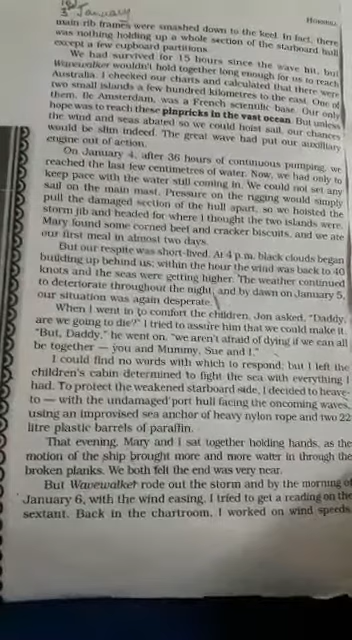 3 January
HORNBILL
main rib frames were smashed down to the keel. In fact, there
was nothing holding up a whole section of the starboard hull
except a few cupboard partitions.
We had survived for 15 hours since the wave hit, but
Wavewalker wouldn't hold together long enough for us to reach
Australia. I checked our charts and calculated that there were
two small islands a few hundred kilometres to the east. One of
them, Ile Amsterdam, was a French scientific base. Our only
hope was to reach these pinpricks in the vast ocean. But unless
the wind and seas abated so we could hoist sail, our chances
would be slim indeed. The great wave had put our auxiliary
engine out of action.
On January 4, after 36 hours of continuous pumping, we
reached the last few centimetres of water. Now, we had only to
keep pace with the water still coming in. We could not set any
sail on the main mast. Pressure on the rigging would simply
pull the damaged section of the hull apart, so we hoisted the
storm jib and headed for where I thought the two islands were.
Mary found some corned beef and cracker biscuits, and we ate
our first meal in almost two days.
But our respite was short-lived. At 4 p.m. black clouds began
building up behind us; within the hour the wind was back to 40
knots and the seas were getting higher. The weather continued
to deteriorate throughout the night, and by dawn on January 5,
our situation was again desperate.
When I went in to comfort the children, Jon asked, "Daddy,
are we going to die?" I tried to assure him that we could make it.
"But, Daddy," he went on, "we aren't afraid of dying if we can all
be together — you and Mummy, Sue and I."
I could find no words with which to respond, but I left the
children's cabin determined to fight the sea with everything I
had. To protect the weakened starboard side, I decided to heave-
to — with the undamaged port hull facing the oncoming waves,
using an improvised sea anchor of heavy nylon rope and two 22
litre plastic barrels of paraffin.
That evening, Mary and I sat together holding hands, as the
motion of the ship brought more and more water in through the
broken planks. We both felt the end was very near.
But Wavewalker rode out the storm and by the morning of
January 6, with the wind easing, I tried to get a reading on the
sextant. Back in the chartroom, I worked on wind speeds,